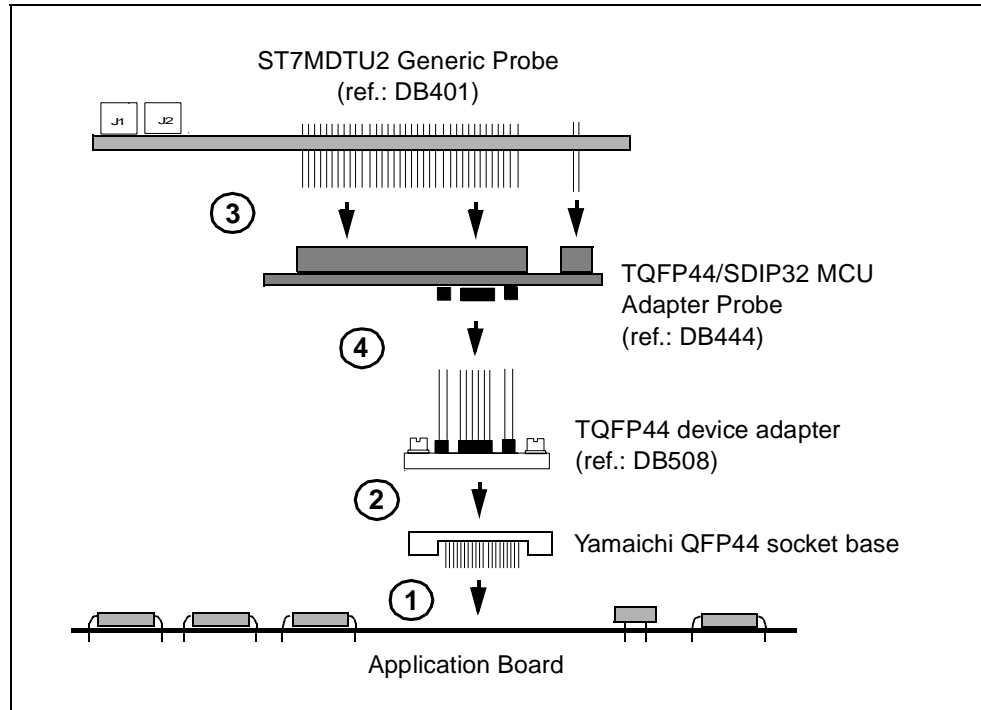 ST7MDTU2 Generic Probe
(ref.: DB401)
J1
J2
3
TQFP44/SDIP32 MCU
Adapter Probe
(ref.: DB444)
4
TQFP44 device adapter
(ref.: DB508)
2
Yamaichi QFP44 socket base
1
Application Board